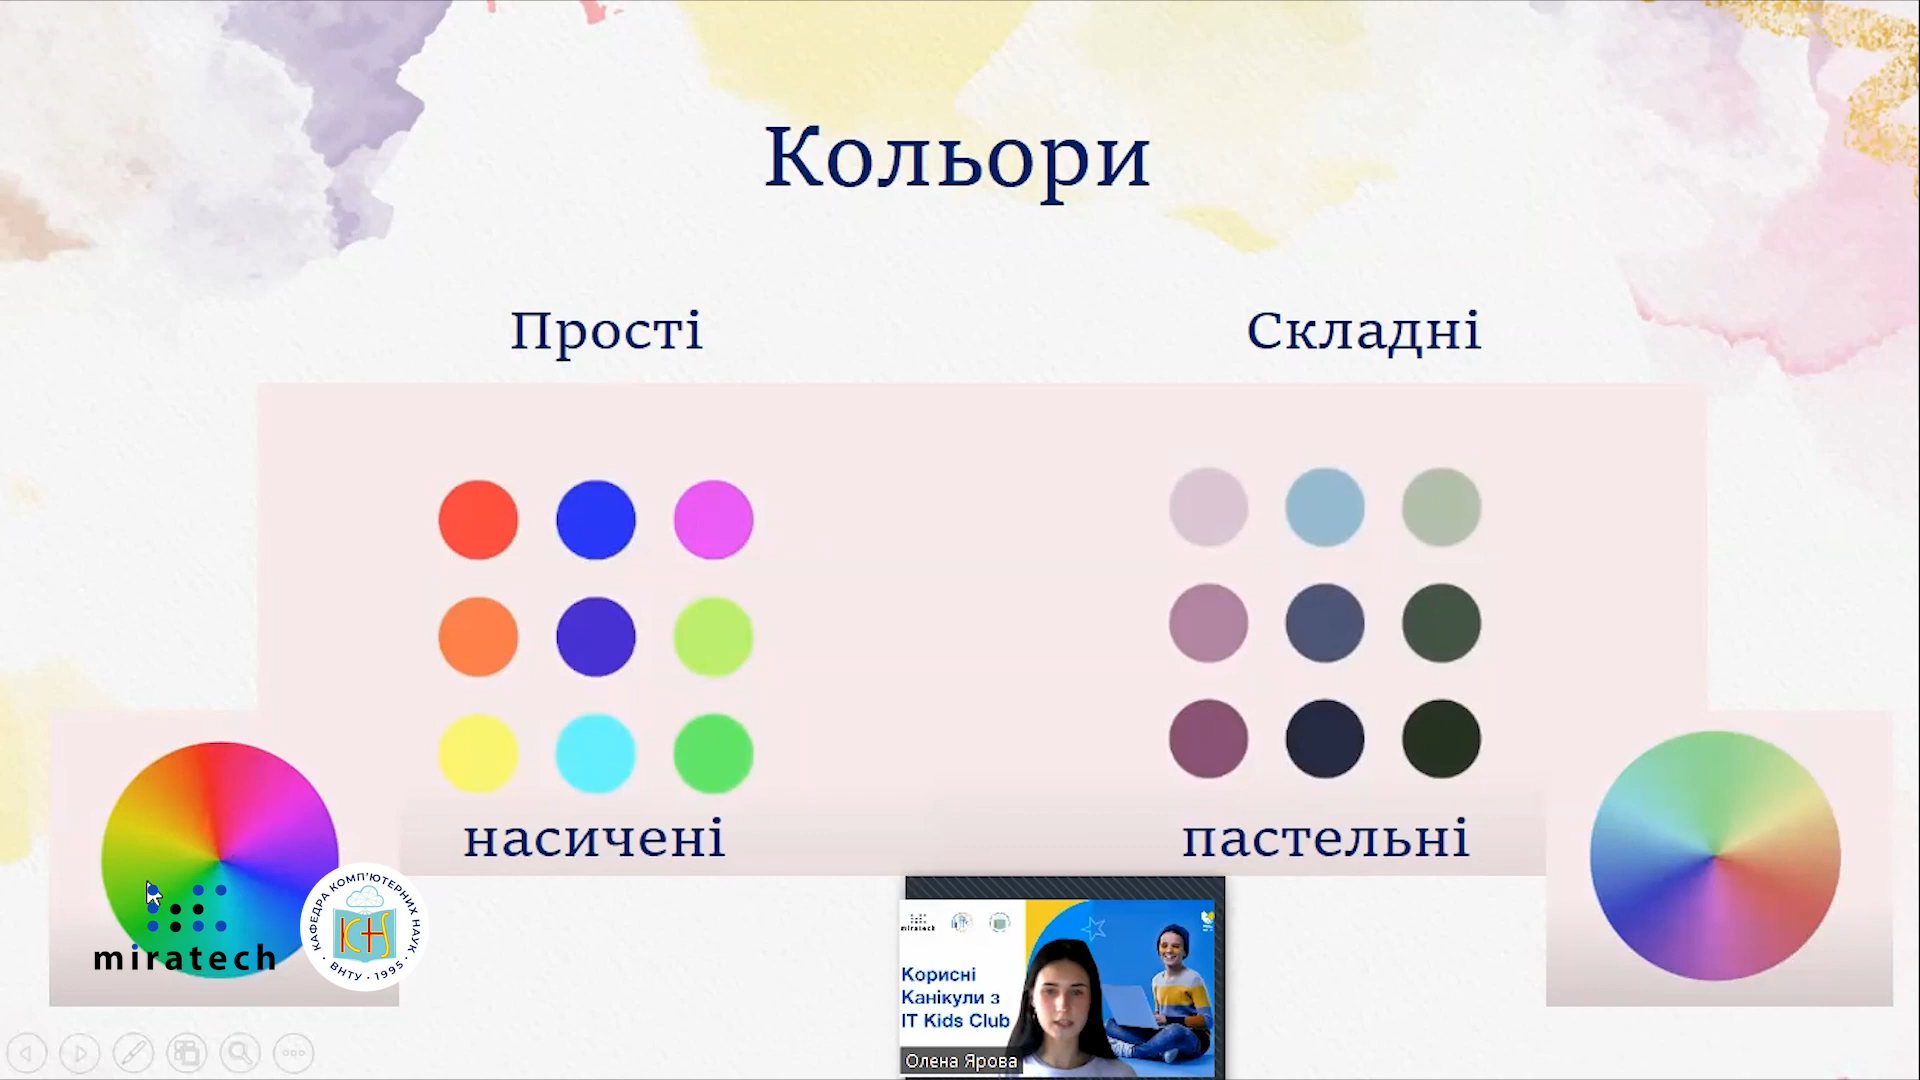 Кольори
Прості
Складні
насичені
пастельні
miratech
КАФЕДРА КОМП'ЮТЕРНИХ НАУК
КН
ВНТУ · 1995
miratech
Корисні
Канікули з
IT Kids Club
Олена Ярова